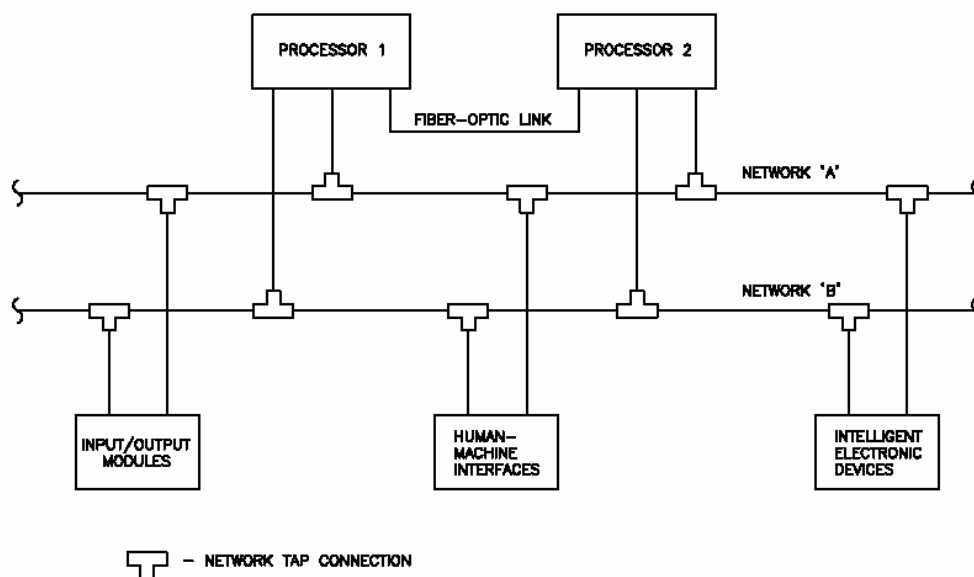 PROCESSOR 1
PROCESSOR 2
FIBER-OPTIC LINK
NETWORK "A"
NETWORK "B"
INPUT/OUTPUT
MODULES
HUMAN-
MACHINE
INTERFACES
INTELLIGENT
ELECTRONIC
DEVICES
- NETWORK TAP CONNECTION